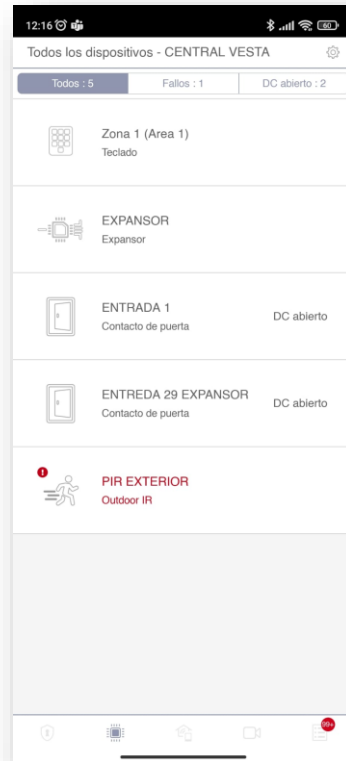 12:16
60
Todos los dispositivos - CENTRAL VESTA
Todos : 5
Fallos : 1
DC abierto : 2
Zona 1 (Area 1)
Teclado
EXPANSOR
Expansor
ENTRADA 1
Contacto de puerta
DC abierto
ENTREDA 29 EXPANSOR
Contacto de puerta
DC abierto
!
PIR EXTERIOR
Outdoor IR
99+